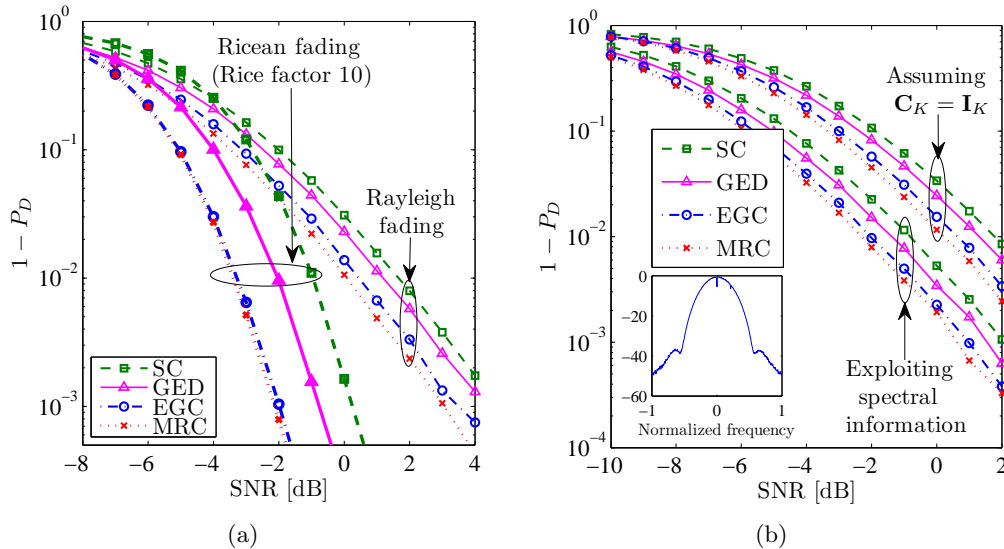 10^0
10^-1
10^-2
10^-3
1 − P_D
Ricean fading
(Rice factor 10)
Rayleigh
fading
SC
GED
EGC
MRC
−8 −6 −4 −2 0 2 4
SNR [dB]
(a)
10^0
10^-1
10^-2
10^-3
10^-4
1 − P_D
Assuming
C_K = I_K
SC
GED
EGC
MRC
0
−20
−40
−60
−1 0 1
Normalized frequency
Exploiting
spectral
information
−10 −8 −6 −4 −2 0 2
SNR [dB]
(b)